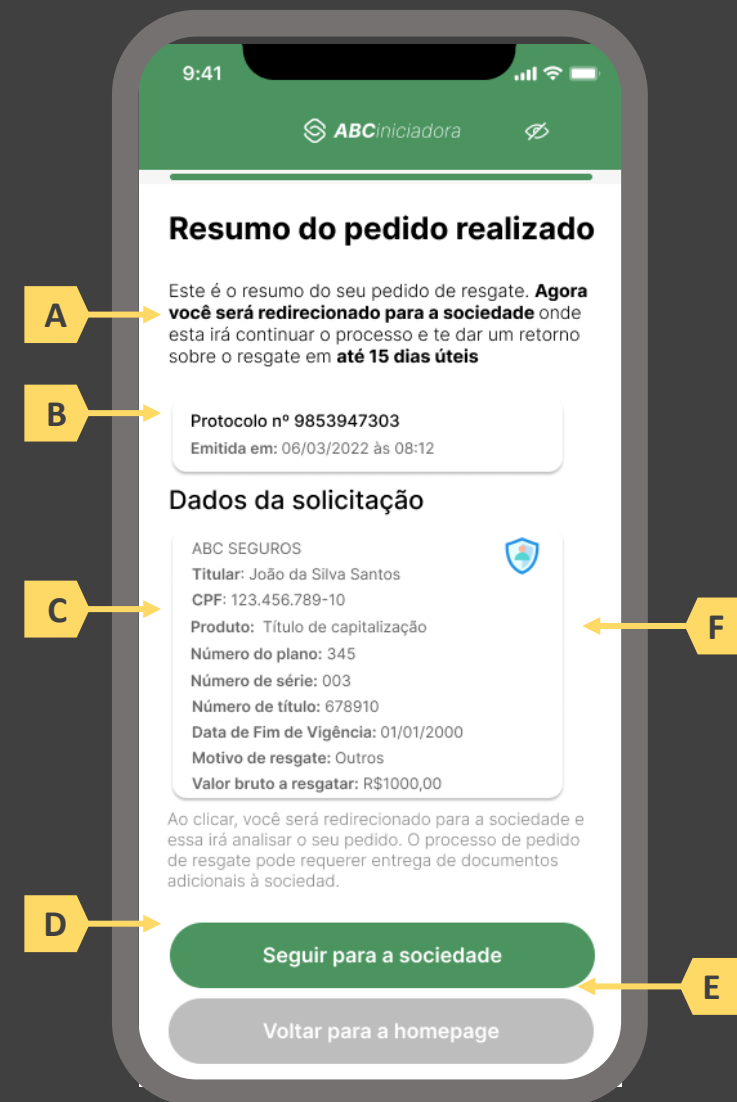 9:41
ABCiniciadora
Resumo do pedido realizado
A
Este é o resumo do seu pedido de resgate. Agora
você será redirecionado para a sociedade onde
esta irá continuar o processo e te dar um retorno
sobre o resgate em até 15 dias úteis
B
Protocolo nº 9853947303
Emitida em: 06/03/2022 às 08:12
Dados da solicitação
ABC SEGUROS
Titular: João da Silva Santos
C
CPF: 123.456.789-10
Produto: Título de capitalização
F
Número do plano: 345
Número de série: 003
Número de título: 678910
Data de Fim de Vigência: 01/01/2000
Motivo de resgate: Outros
Valor bruto a resgatar: R$1000,00
Ao clicar, você será redirecionado para a sociedade e
essa irá analisar o seu pedido. O processo de pedido
de resgate pode requerer entrega de documentos
adicionais à sociedad.
D
Seguir para a sociedade
E
Voltar para a homepage